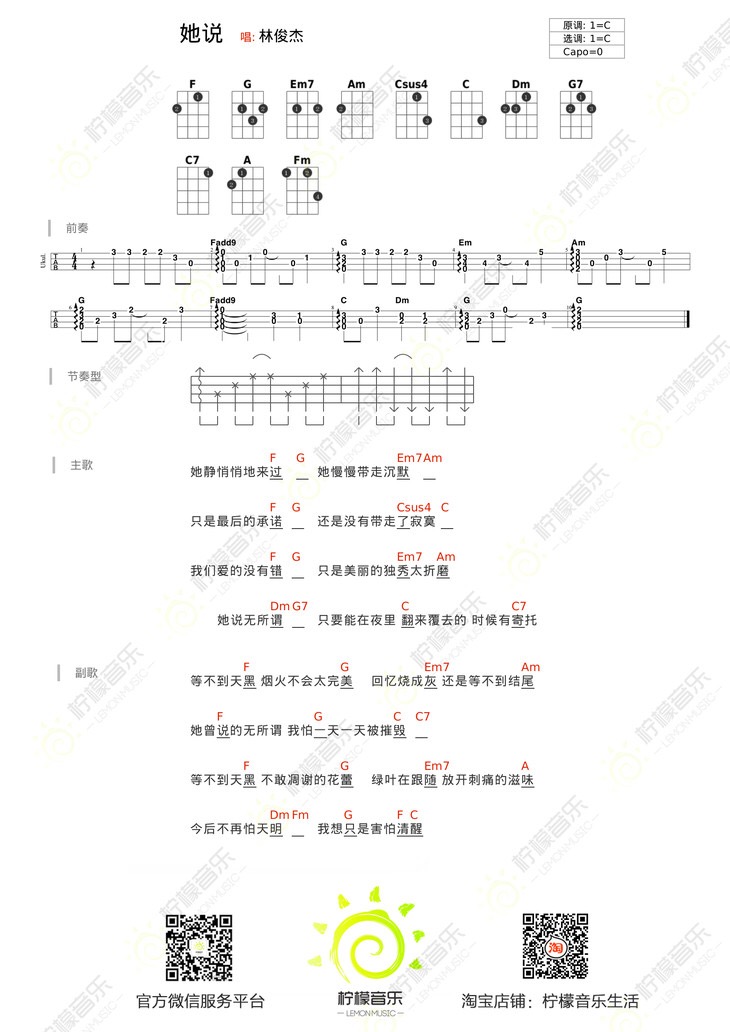 她说 唱: 林俊杰
原调: 1=C
选调: 1=C
Capo=0
F G Em7 Am Csus4 C Dm G7
C7 A Fm
前奏
Fadd9 G Em Am
G Fadd9 C Dm G G
节奏型
主歌
F G Em7 Am
她静悄悄地来过 __ 她慢慢带走沉默 __
F G Csus4 C
只是最后的承诺 __ 还是没有带走了寂寞 __
F G Em7 Am
我们爱的没有错 __ 只是美丽的独秀太折磨
Dm G7 C C7
她说无所谓 __ 只要能在夜里 翻来覆去的 时候有寄托
副歌
F G Em7 Am
等不到天黑 烟火不会太完美 回忆烧成灰 还是等不到结尾
F G C C7
她曾说的无所谓 我怕一天一天被摧毁 __
F G Em7 A
等不到天黑 不敢凋谢的花蕾 绿叶在跟随 放开刺痛的滋味
Dm Fm G F C
今后不再怕天明 __ 我想只是害怕清醒
官方微信服务平台
柠檬音乐
—LEMONMUSIC—
淘
淘宝店铺：柠檬音乐生活